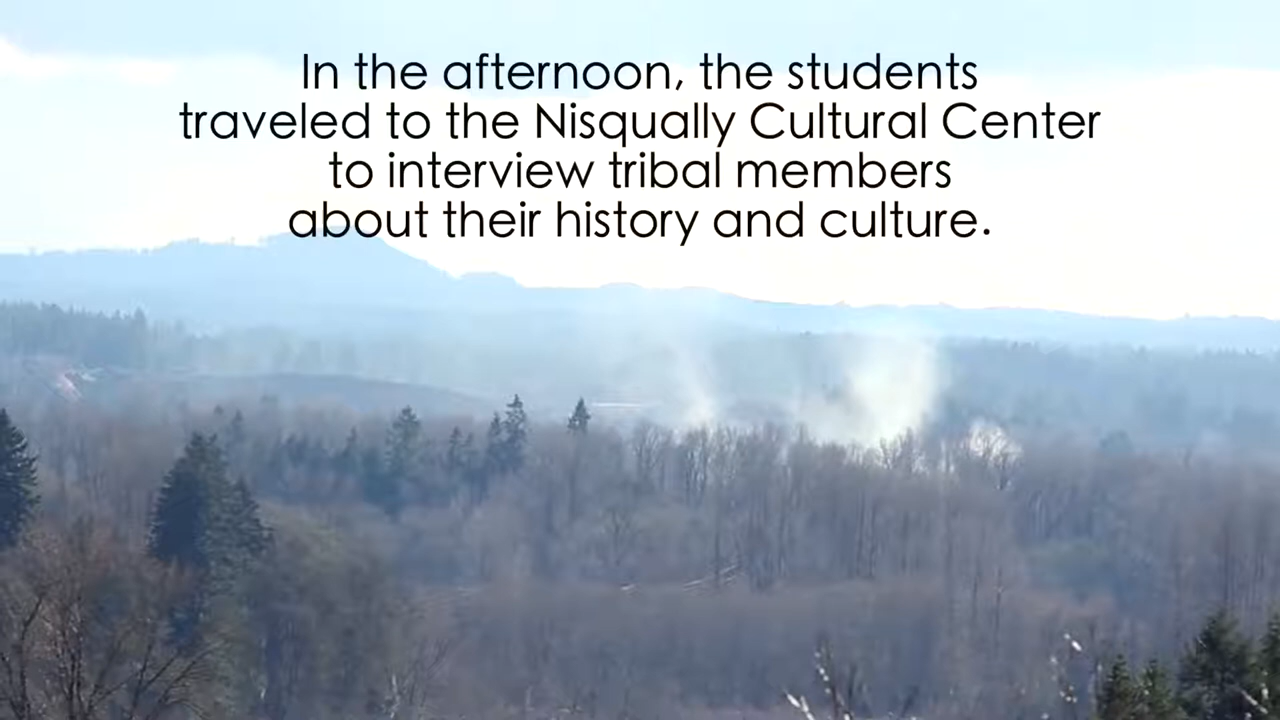 In the afternoon, the students
traveled to the Nisqually Cultural Center
to interview tribal members
about their history and culture.